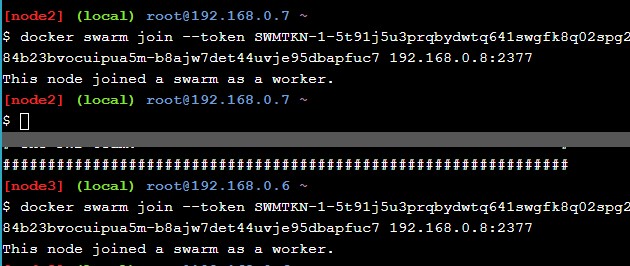 [node2] (local) root@192.168.0.7 ~
$ docker swarm join --token SWMTKN-1-5t91j5u3prqbydwtq641swgfk8q02spg2
84b23bvocuipua5m-b8ajw7det44uvje95dbapfuc7 192.168.0.8:2377
This node joined a swarm as a worker.
[node2] (local) root@192.168.0.7 ~
$
###############################################################
[node3] (local) root@192.168.0.6 ~
$ docker swarm join --token SWMTKN-1-5t91j5u3prqbydwtq641swgfk8q02spg2
84b23bvocuipua5m-b8ajw7det44uvje95dbapfuc7 192.168.0.8:2377
This node joined a swarm as a worker.